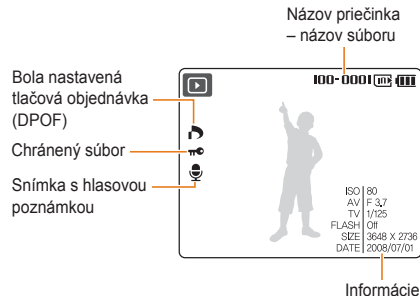 Názov priečinka
– názov súboru
Bola nastavená
tlačová objednávka
(DPOF)
Chránený súbor
Snímka s hlasovou
poznámkou
100-0001
ISO 80
AV F 3.7
TV 1/125
FLASH Off
SIZE 3648 X 2736
DATE 2008/07/01
Informácie